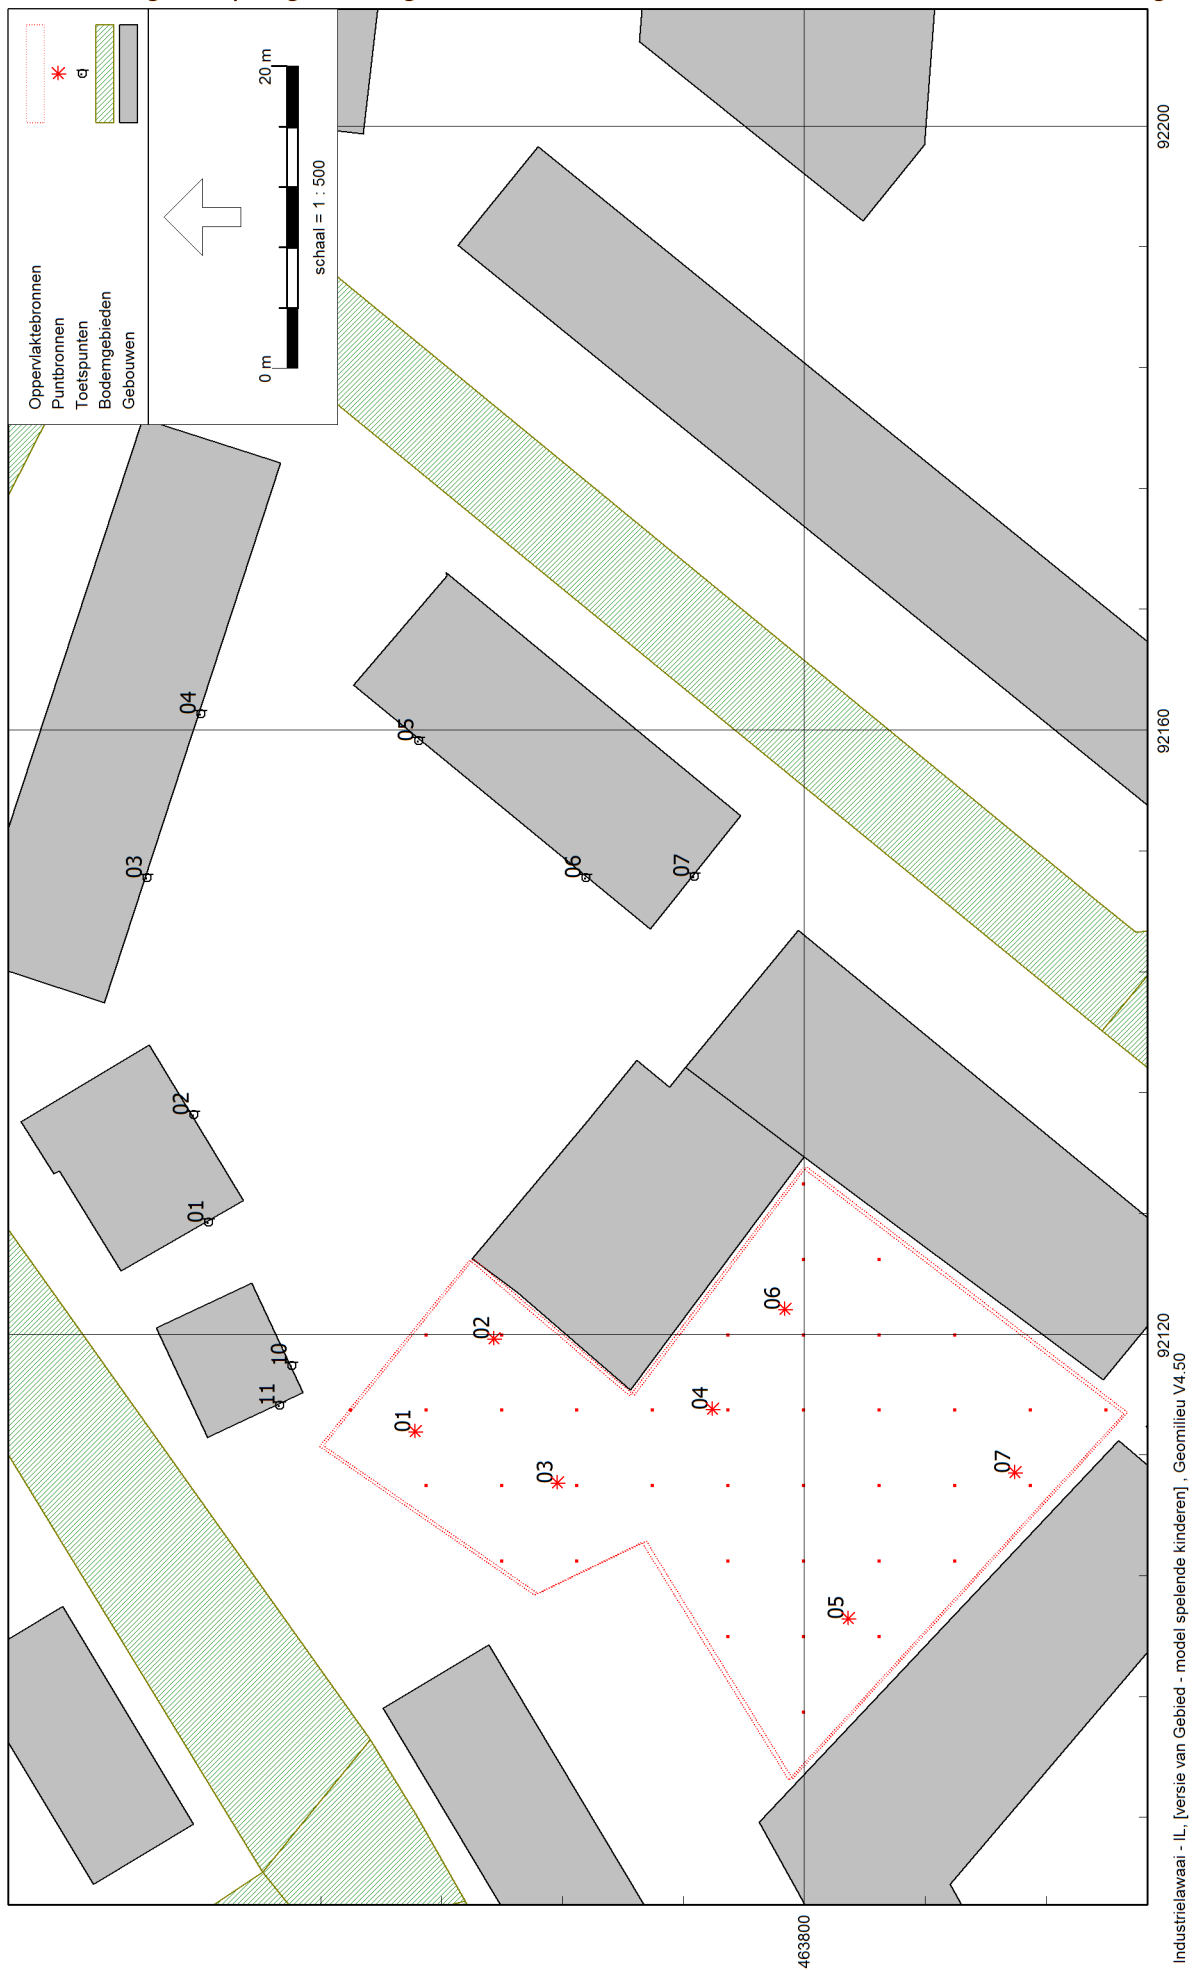 Oppervlaktebronnen
Puntbronnen
Toetspunten
Bodemgebieden
Gebouwen
0 m
20 m
schaal = 1 : 500
03
04
02
01
10
11
05
06
07
01
02
03
04
06
05
07
463800
92120
92160
92200
Industrielawaai - IL, [versie van Gebied - model spelende kinderen] , Geomilieu V4.50